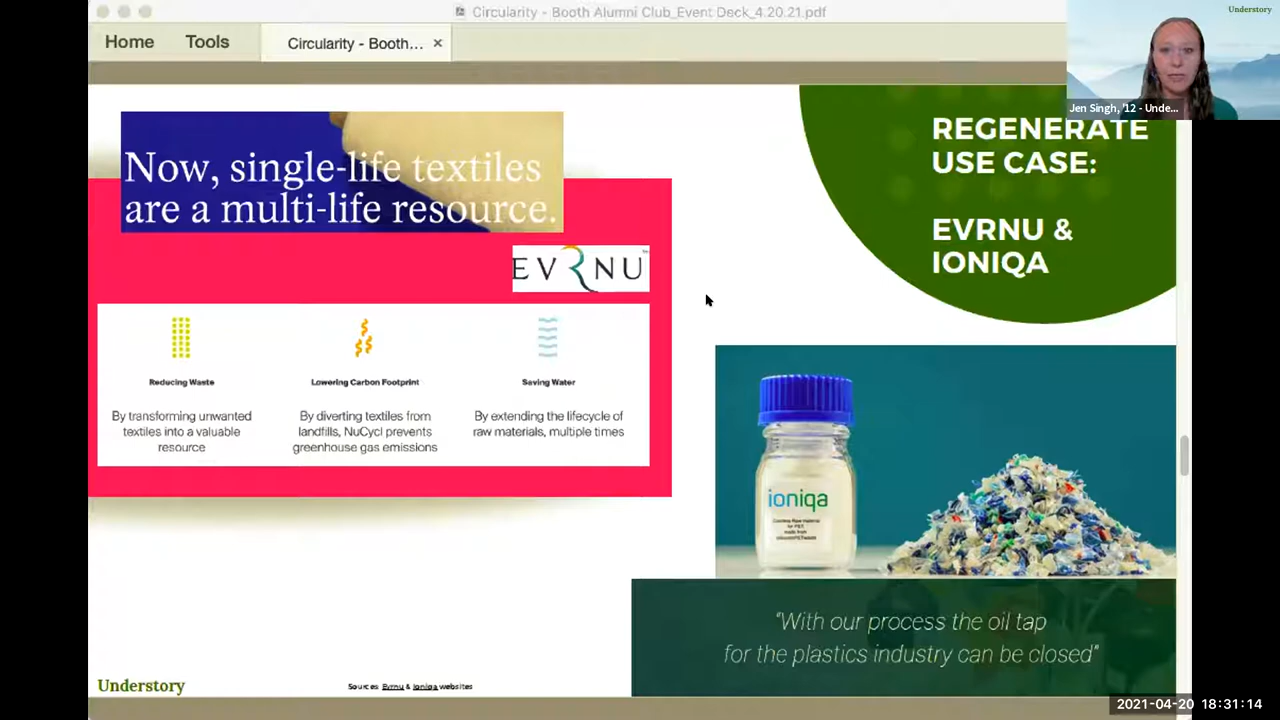 Circularity - Booth Alumni Club_Event Deck_4.20.21.pdf
Understory
Home
Tools
Circularity - Booth... ×
Jen Singh, '12 - Unde...
Now, single-life textiles
are a multi-life resource.
REGENERATE
USE CASE:
EVRNU &
IONIQA
EVRNU
Reducing Waste
By transforming unwanted
textiles into a valuable
resource
Lowering Carbon Footprint
By diverting textiles from
landfills, NuCycl prevents
greenhouse gas emissions
Saving Water
By extending the lifecycle of
raw materials, multiple times
ioniqa
for PET
made from
"With our process the oil tap
for the plastics industry can be closed"
Understory
Sources: Evrnu & Ioniqa websites
2021-04-20 18:31:14